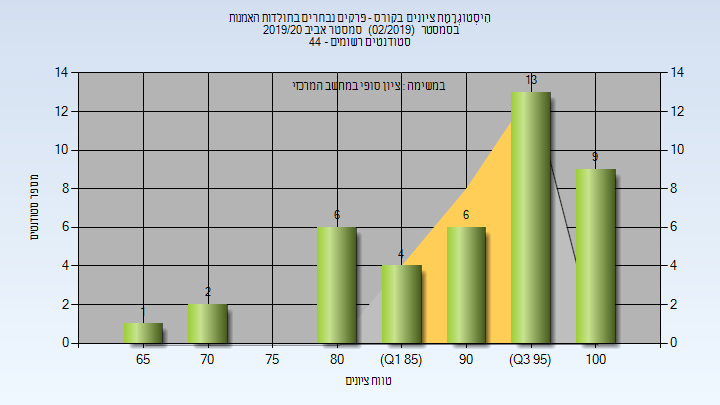 היסטוגרמת ציונים בקורס - פרקים נבחרים בתולדות האמנות
בסמסטר (02/2019) סמסטר אביב 2019/20
סטודנטים רשומים - 44
במשימה : ציון סופי במחשב המרכזי
14 14
12 12
10 10
8 8
6 6
4 4
2 2
0 0
1 2 6 4 6 13 9
65 70 75 80 (Q1 85) 90 (Q3 95) 100
מספר סטודנטים
טווח ציונים